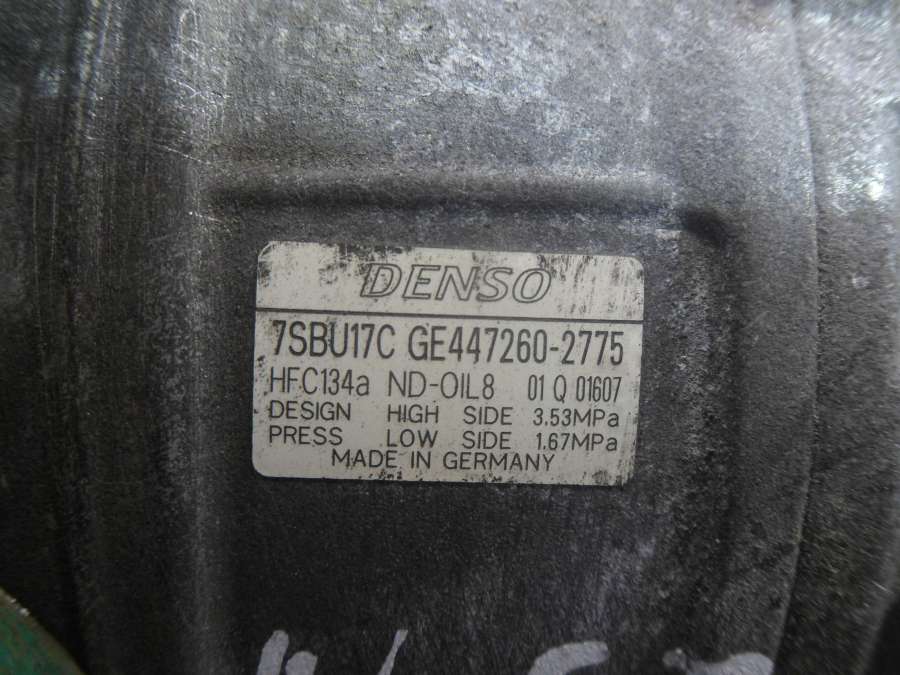 DENSO
7SBU17C GE447260-2775
HFC134a ND-OIL8 01 Q 01607
DESIGN HIGH SIDE 3.53MPa
PRESS LOW SIDE 1.67MPa
MADE IN GERMANY